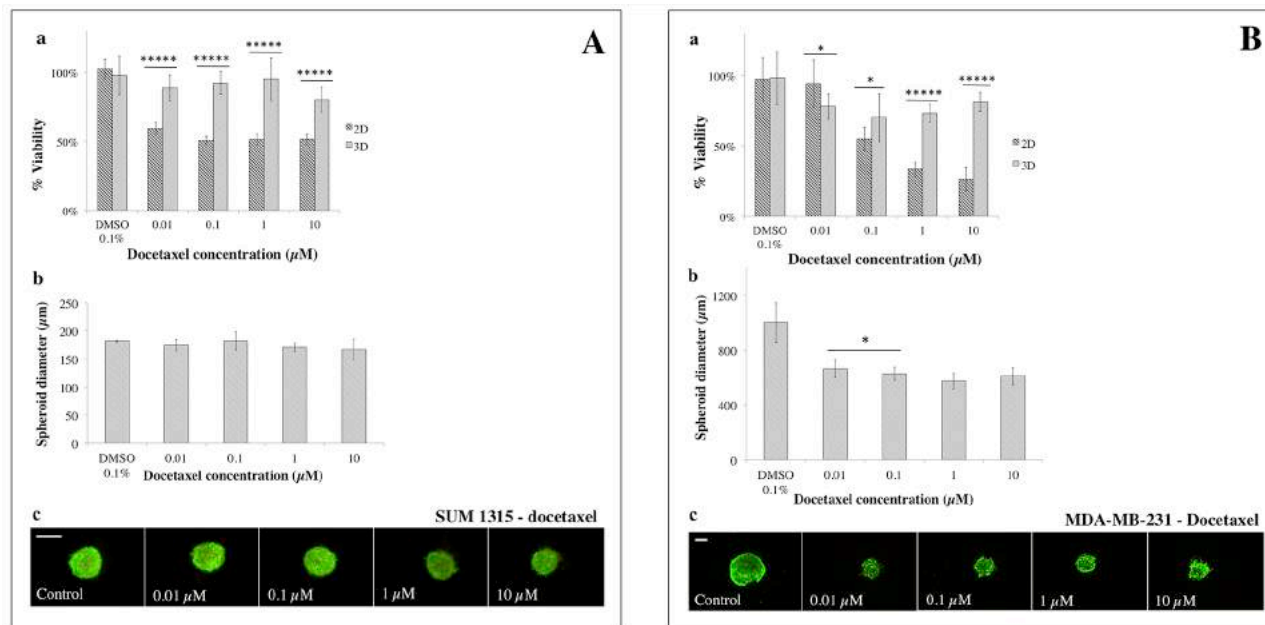 A
a
*****
*****
*****
*****
100%
50%
0%
% Viability
2D
3D
DMSO 0.1%
0.01
0.1
1
10
Docetaxel concentration (µM)
b
250
200
150
100
50
0
Spheroid diameter (µm)
DMSO 0.1%
0.01
0.1
1
10
Docetaxel concentration (µM)
c
SUM 1315 - docetaxel
Control
0.01 µM
0.1 µM
1 µM
10 µM
B
a
*
*
*****
*****
100%
50%
0%
% Viability
2D
3D
DMSO 0.1%
0.01
0.1
1
10
Docetaxel concentration (µM)
b
1200
800
400
0
Spheroid diameter (µm)
*
DMSO 0.1%
0.01
0.1
1
10
Docetaxel concentration (µM)
c
MDA-MB-231 - Docetaxel
Control
0.01 µM
0.1 µM
1 µM
10 µM